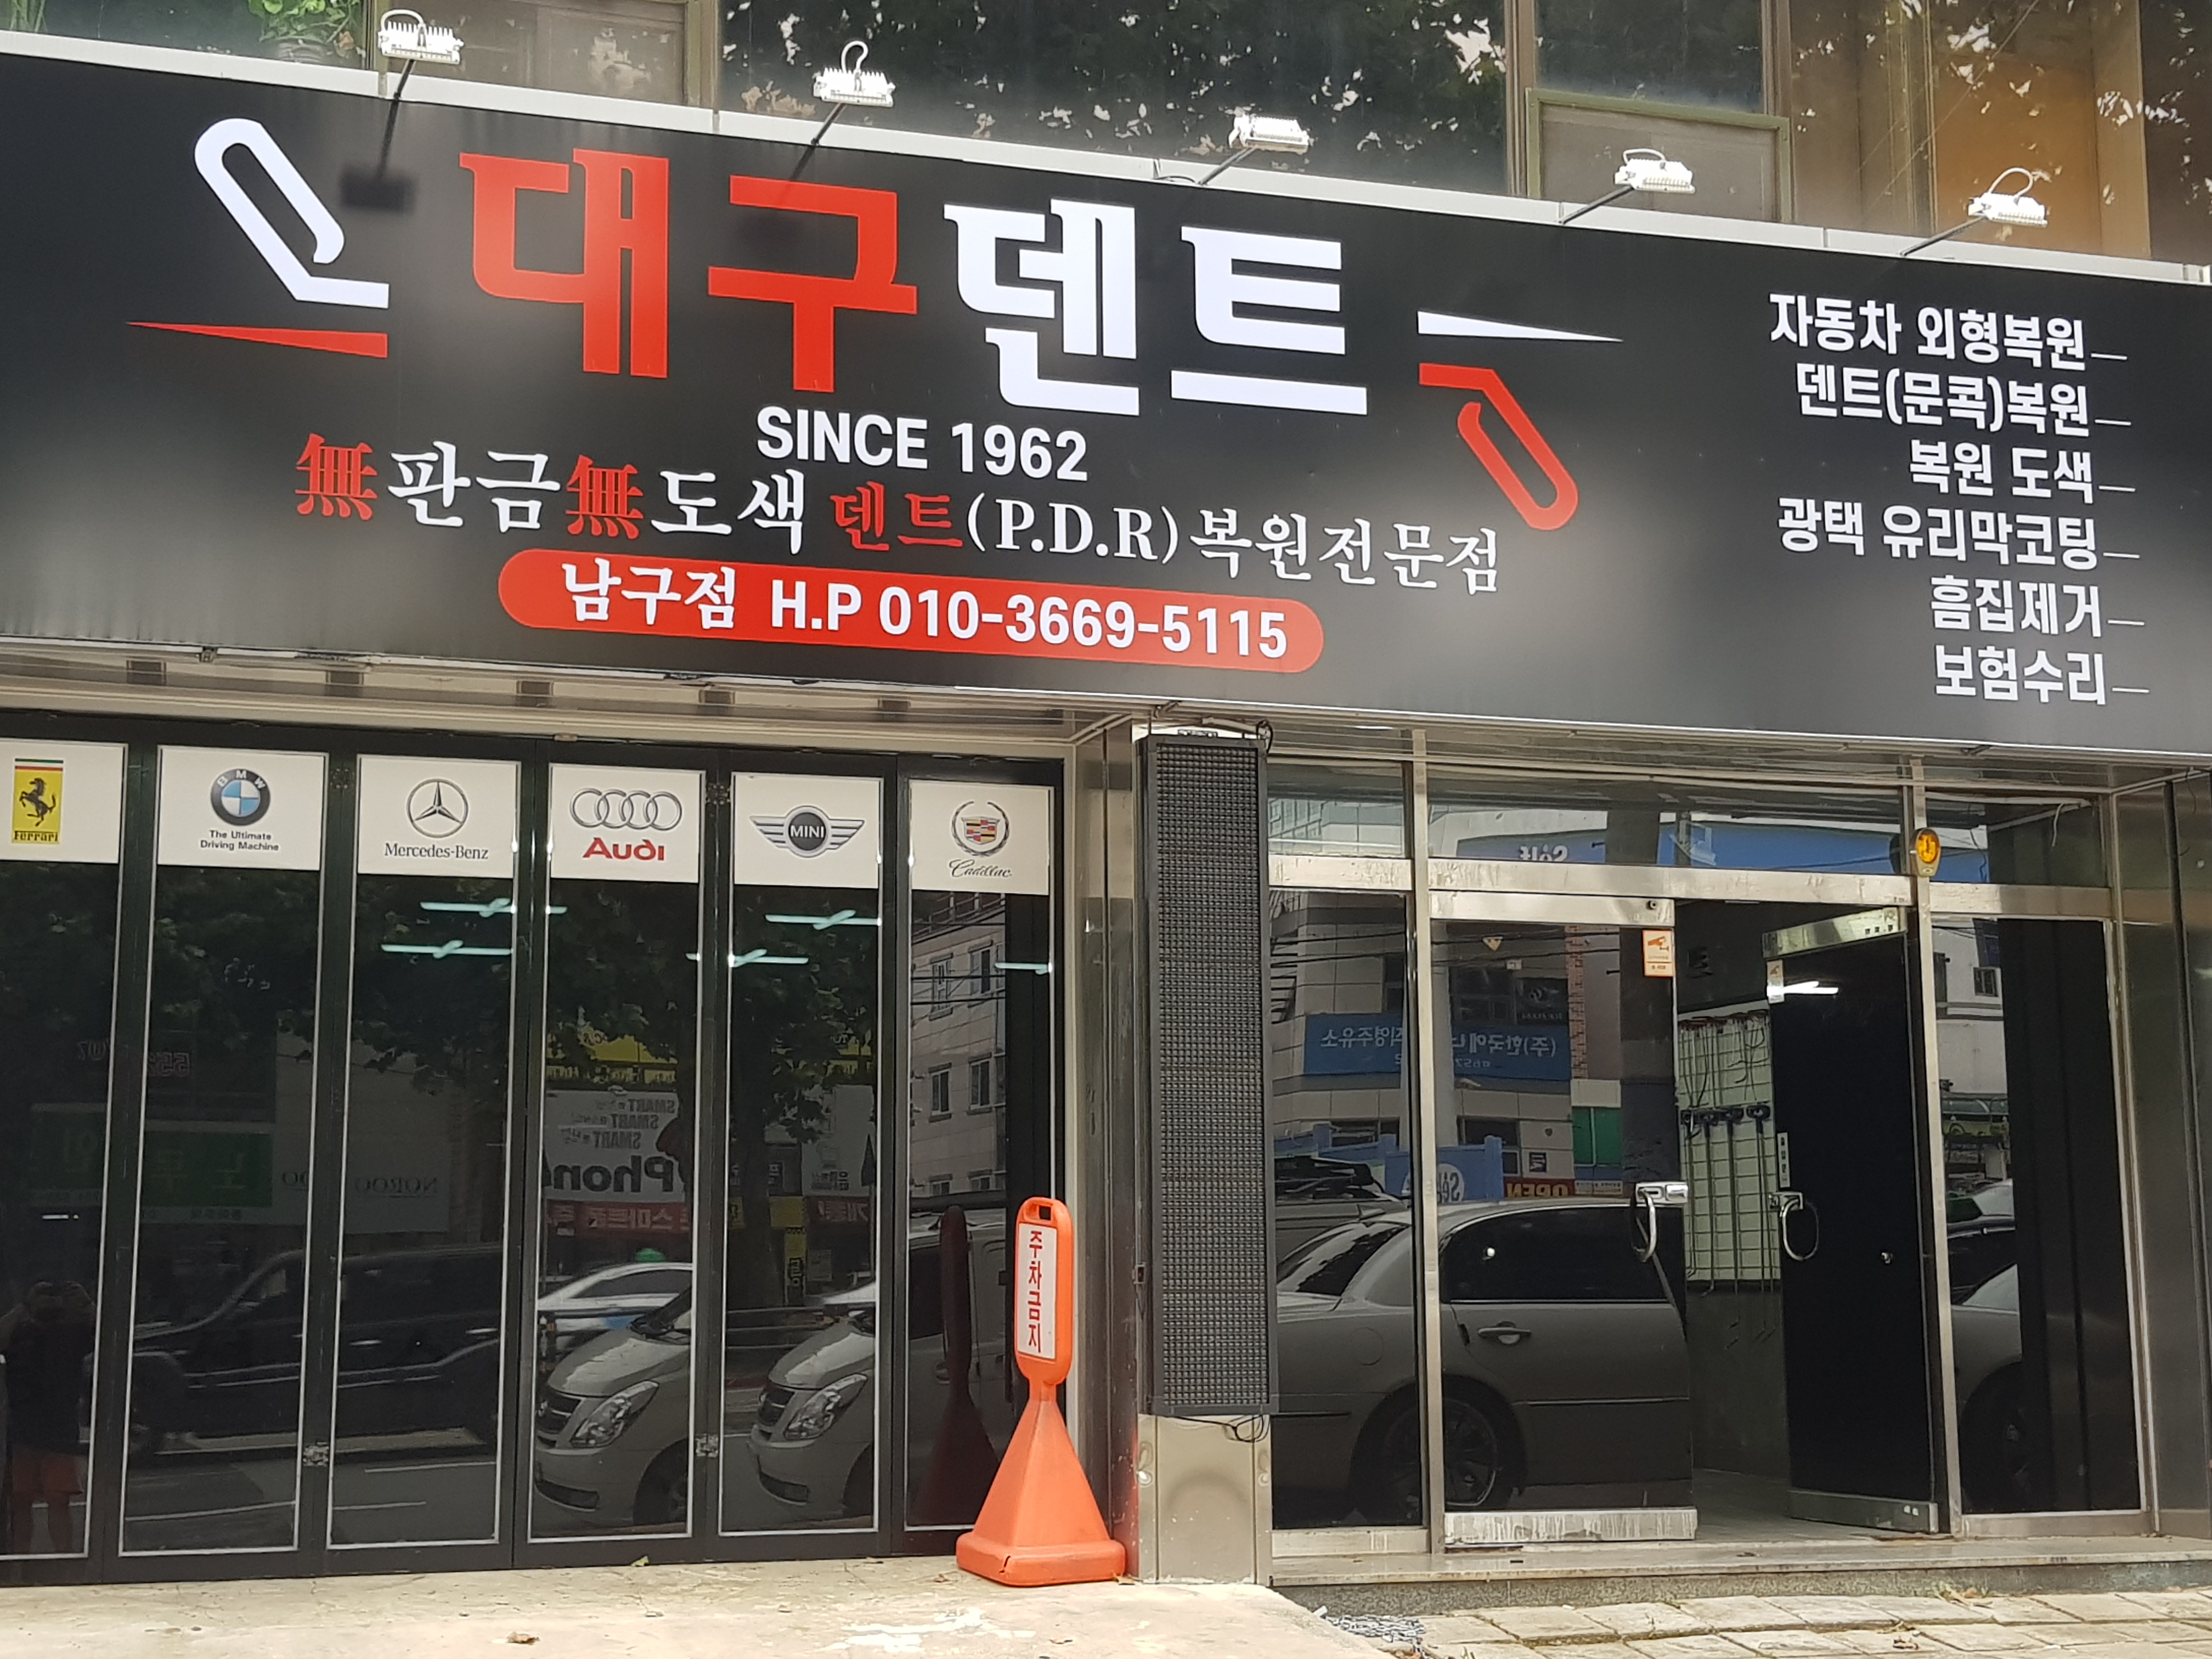 대구덴트
SINCE 1962
無판금無도색 덴트(P.D.R)복원전문점
남구점 H.P 010-3669-5115
자동차 외형복원
덴트(문콕)복원
복원 도색
광택 유리막코팅
흠집제거
보험수리
Ferrari
BMW
The Ultimate
Driving Machine
Mercedes-Benz
Audi
MINI
Cadillac
주차금지